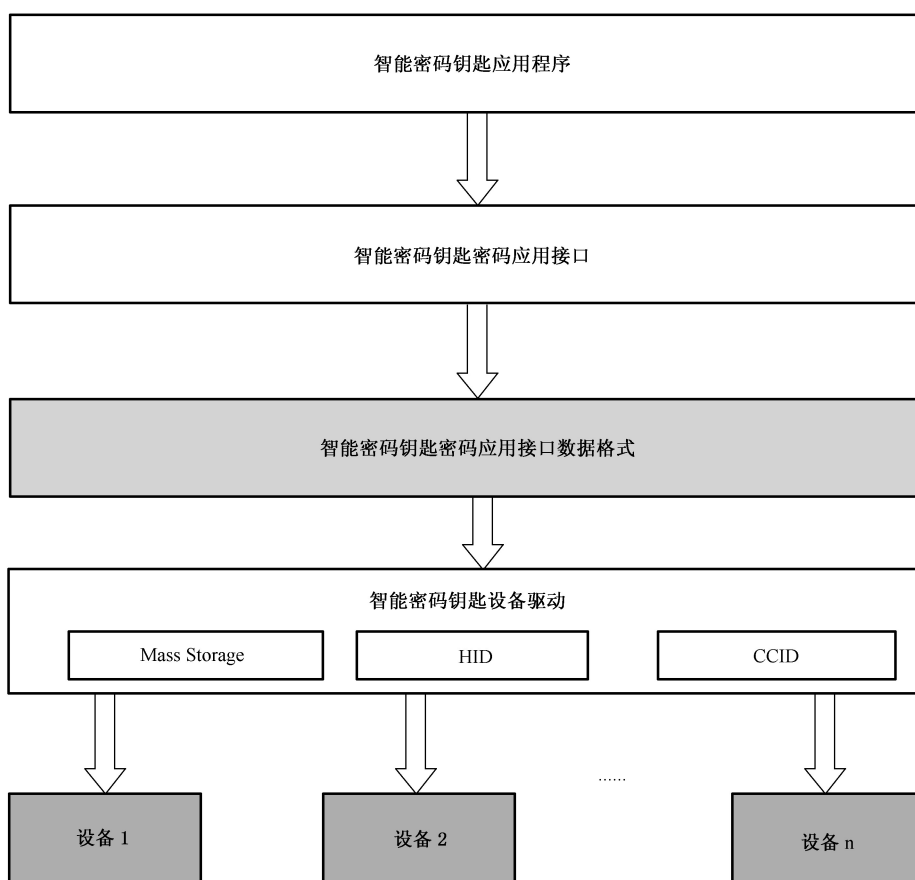 智能密码钥匙应用程序
智能密码钥匙密码应用接口
智能密码钥匙密码应用接口数据格式
智能密码钥匙设备驱动
Mass Storage
HID
CCID
……
设备 1
设备 2
设备 n